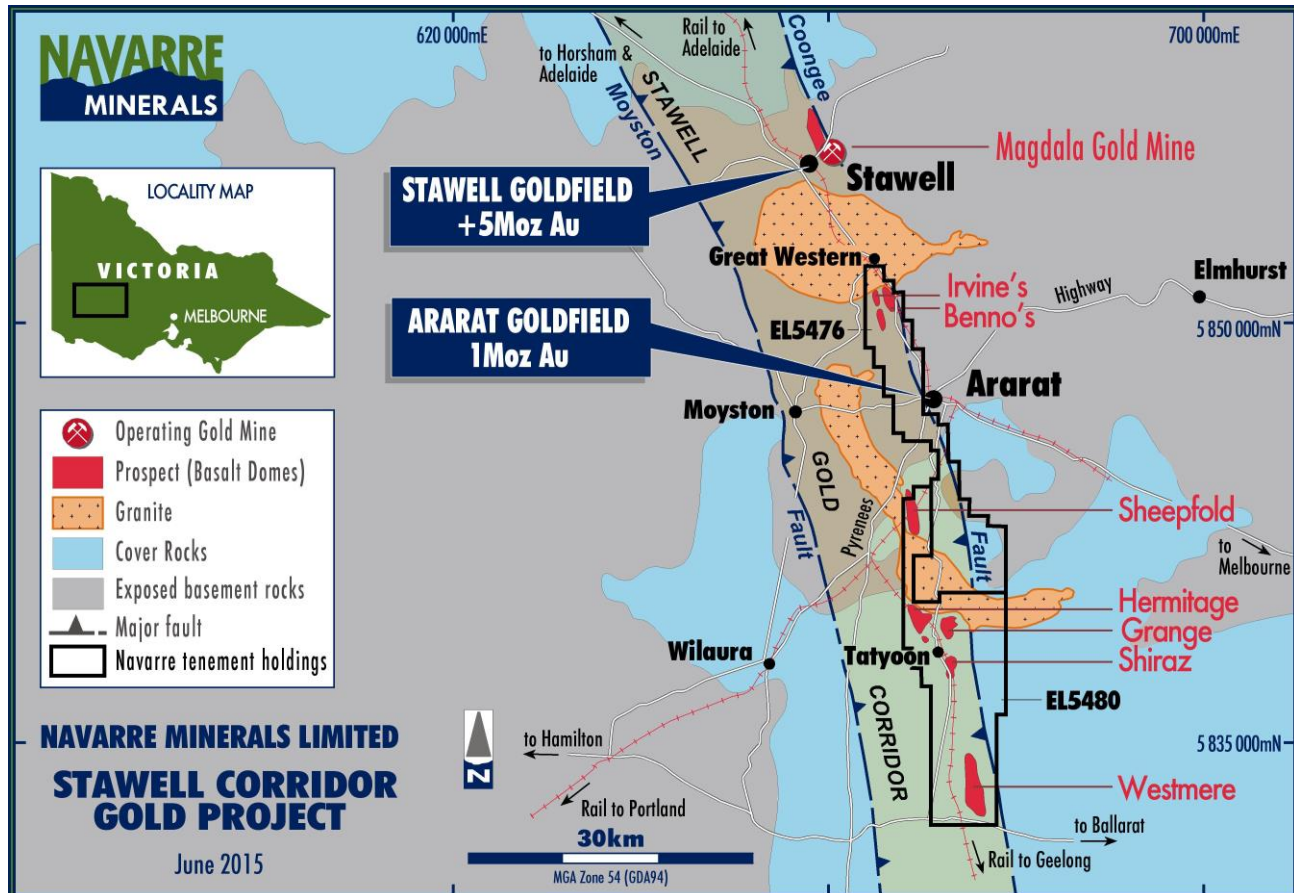 NAVARRE
MINERALS
620 000mE
700 000mE
to Horsham &
Adelaide
Rail to
Adelaide
Coongee
Moyston
STAWELL
Magdala Gold Mine
Stawell
LOCALITY MAP
VICTORIA
MELBOURNE
STAWELL GOLDFIELD
+5Moz Au
Great Western
Elmhurst
Highway
Irvine's
Benno's
EL5476
5 850 000mN
ARARAT GOLDFIELD
1Moz Au
Ararat
Moyston
Operating Gold Mine
Prospect (Basalt Domes)
Granite
Cover Rocks
Exposed basement rocks
Major fault
Navarre tenement holdings
GOLD
Fault
Pyrenees
Sheepfold
Fault
to
Melbourne
Hermitage
Grange
Shiraz
Wilaura
Tatyoon
EL5480
CORRIDOR
NAVARRE MINERALS LIMITED
STAWELL CORRIDOR
GOLD PROJECT
June 2015
N
to Hamilton
Rail to Portland
5 835 000mN
Westmere
to Ballarat
Rail to Geelong
30km
MGA Zone 54 (GDA94)